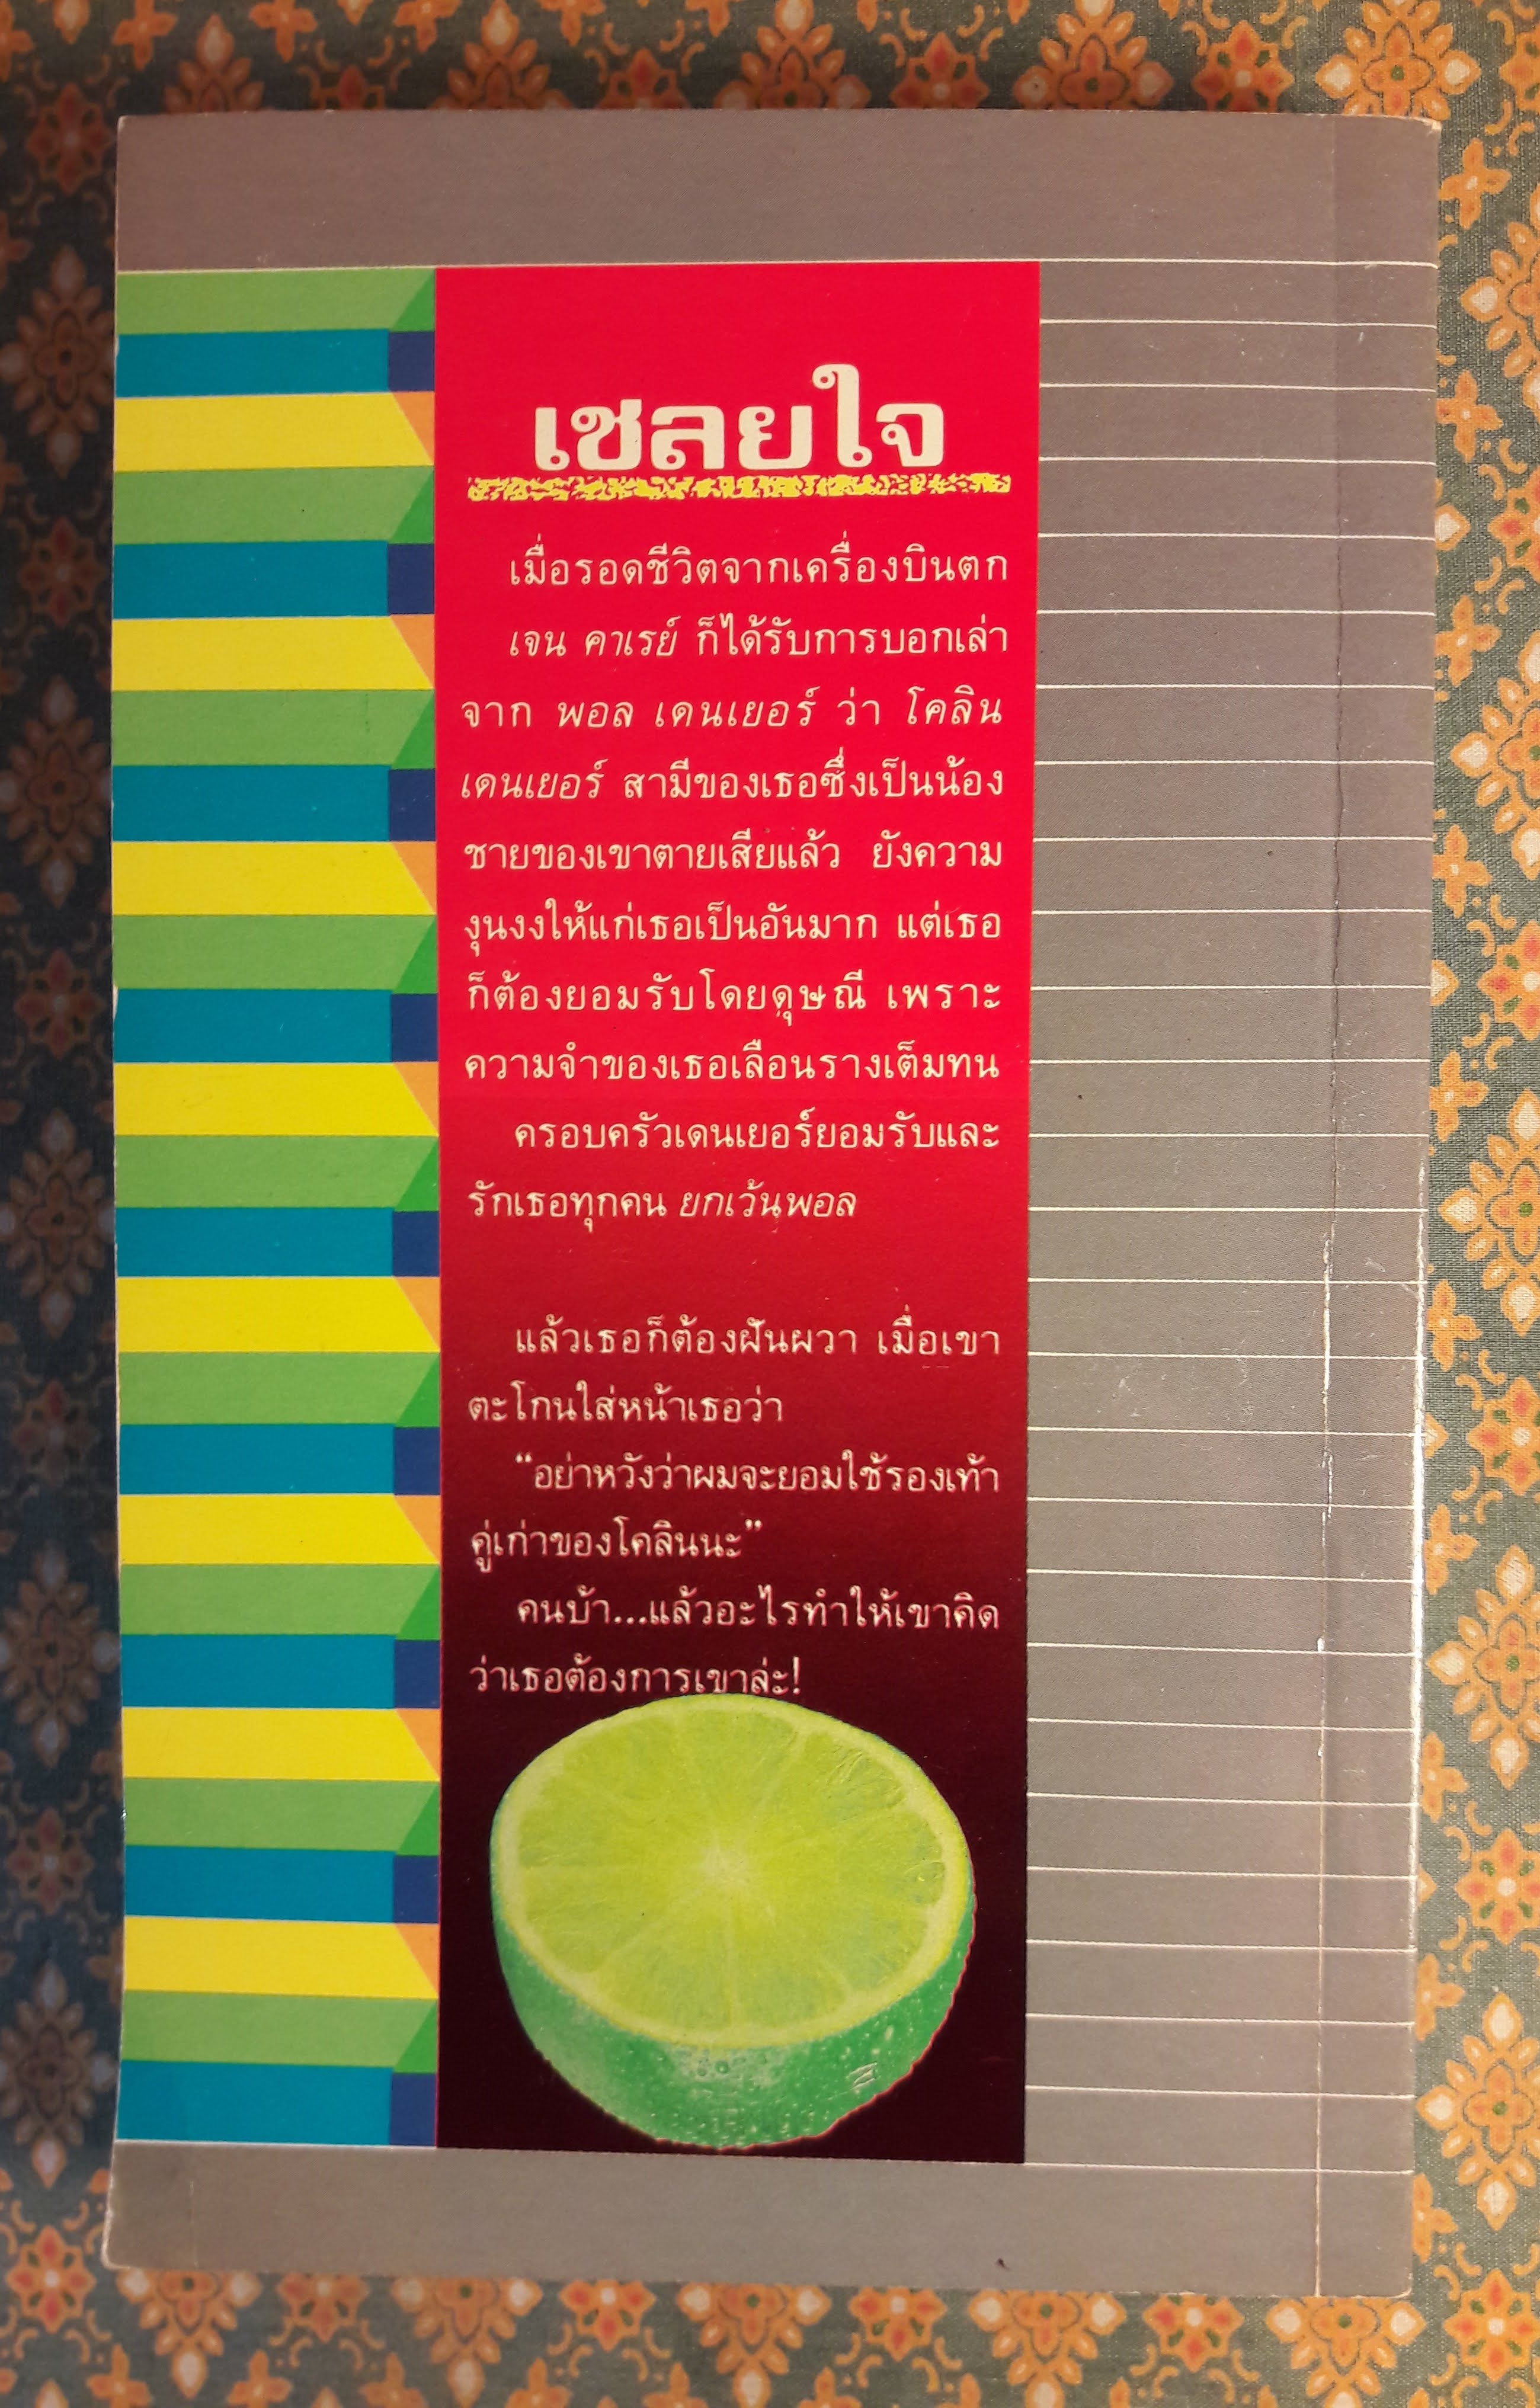 เชลยใจ
เมื่อรอดชีวิตจากเครื่องบินตก
เจน คาเรย์ ก็ได้รับการบอกเล่า
จาก พอล เดนเยอร์ ว่า โคลิน
เดนเยอร์ สามีของเธอซึ่งเป็นน้อง
ชายของเขาตายเสียแล้ว ยังความ
งุนงงให้แก่เธอเป็นอันมาก แต่เธอ
ก็ต้องยอมรับโดยดุษณี เพราะ
ความจำของเธอเลือนรางเต็มทน
ครอบครัวเดนเยอร์ยอมรับและ
รักเธอทุกคน ยกเว้นพอล
แล้วเธอก็ต้องฝันผวา เมื่อเขา
ตะโกนใส่หน้าเธอว่า
“อย่าหวังว่าผมจะยอมใช้รองเท้า
คู่เก่าของโคลินนะ”
คนบ้า...แล้วอะไรทำให้เขาคิด
ว่าเธอต้องการเขาล่ะ!